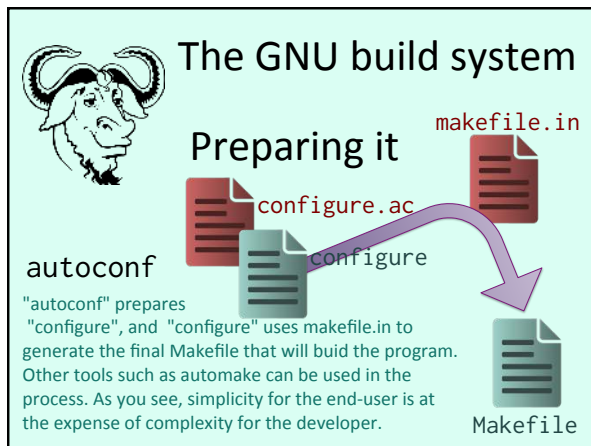 The GNU build system
makefile.in
Preparing it
configure.ac
configure
autoconf
"autoconf" prepares
"configure", and "configure" uses makefile.in to
generate the final Makefile that will buid the program.
Other tools such as automake can be used in the
process. As you see, simplicity for the end-user is at
the expense of complexity for the developer.
Makefile